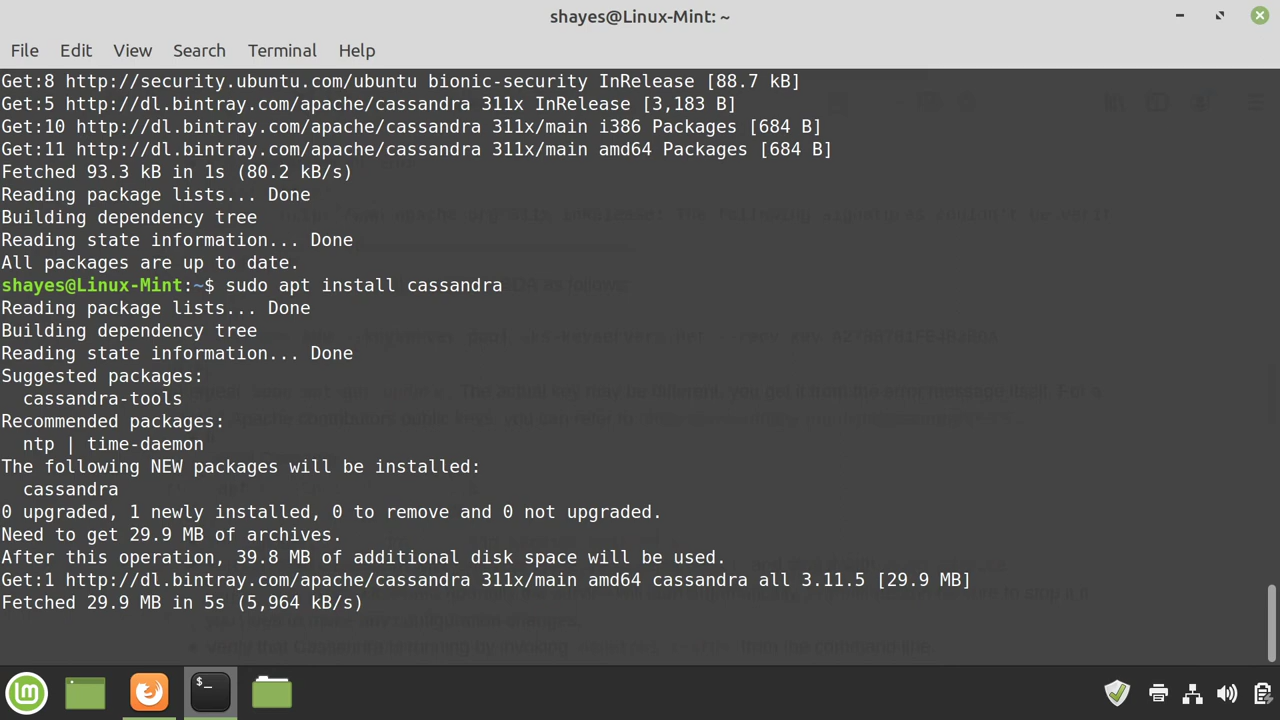 shayes@Linux-Mint: ~
File Edit View Search Terminal Help
Get:8 http://security.ubuntu.com/ubuntu bionic-security InRelease [88.7 kB]
Get:5 http://dl.bintray.com/apache/cassandra 311x InRelease [3,183 B]
Get:10 http://dl.bintray.com/apache/cassandra 311x/main i386 Packages [684 B]
Get:11 http://dl.bintray.com/apache/cassandra 311x/main amd64 Packages [684 B]
Fetched 93.3 kB in 1s (80.2 kB/s)
Reading package lists... Done
Building dependency tree
Reading state information... Done
All packages are up to date.
shayes@Linux-Mint:~$ sudo apt install cassandra
Reading package lists... Done
Building dependency tree
Reading state information... Done
Suggested packages:
  cassandra-tools
Recommended packages:
  ntp | time-daemon
The following NEW packages will be installed:
  cassandra
0 upgraded, 1 newly installed, 0 to remove and 0 not upgraded.
Need to get 29.9 MB of archives.
After this operation, 39.8 MB of additional disk space will be used.
Get:1 http://dl.bintray.com/apache/cassandra 311x/main amd64 cassandra all 3.11.5 [29.9 MB]
Fetched 29.9 MB in 5s (5,964 kB/s)